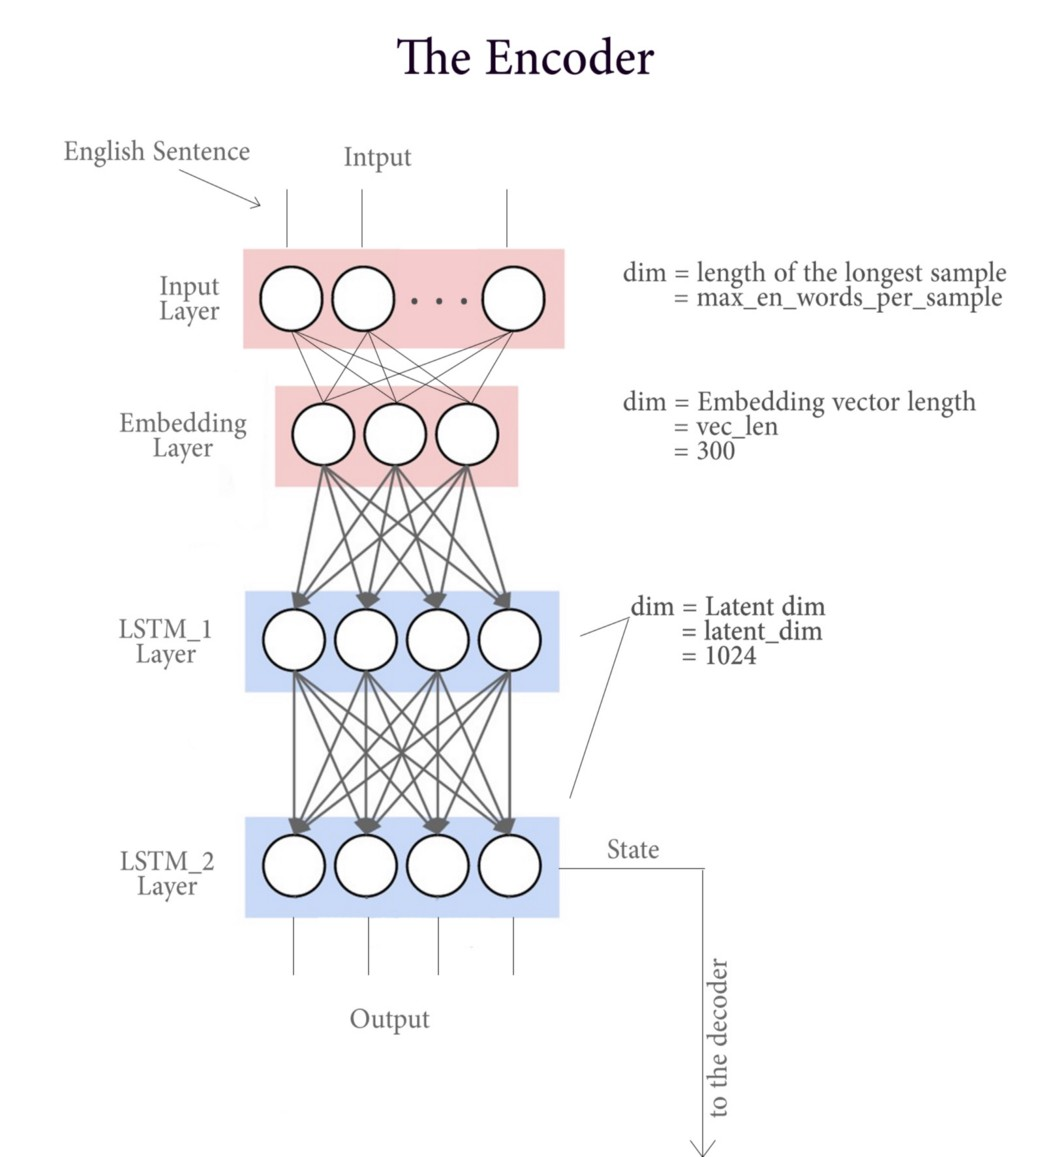 The Encoder
English Sentence
Intput
Input
Layer
dim = length of the longest sample
= max_en_words_per_sample
Embedding
Layer
dim = Embedding vector length
= vec_len
= 300
LSTM_1
Layer
dim = Latent dim
= latent_dim
= 1024
LSTM_2
Layer
State
to the decoder
Output